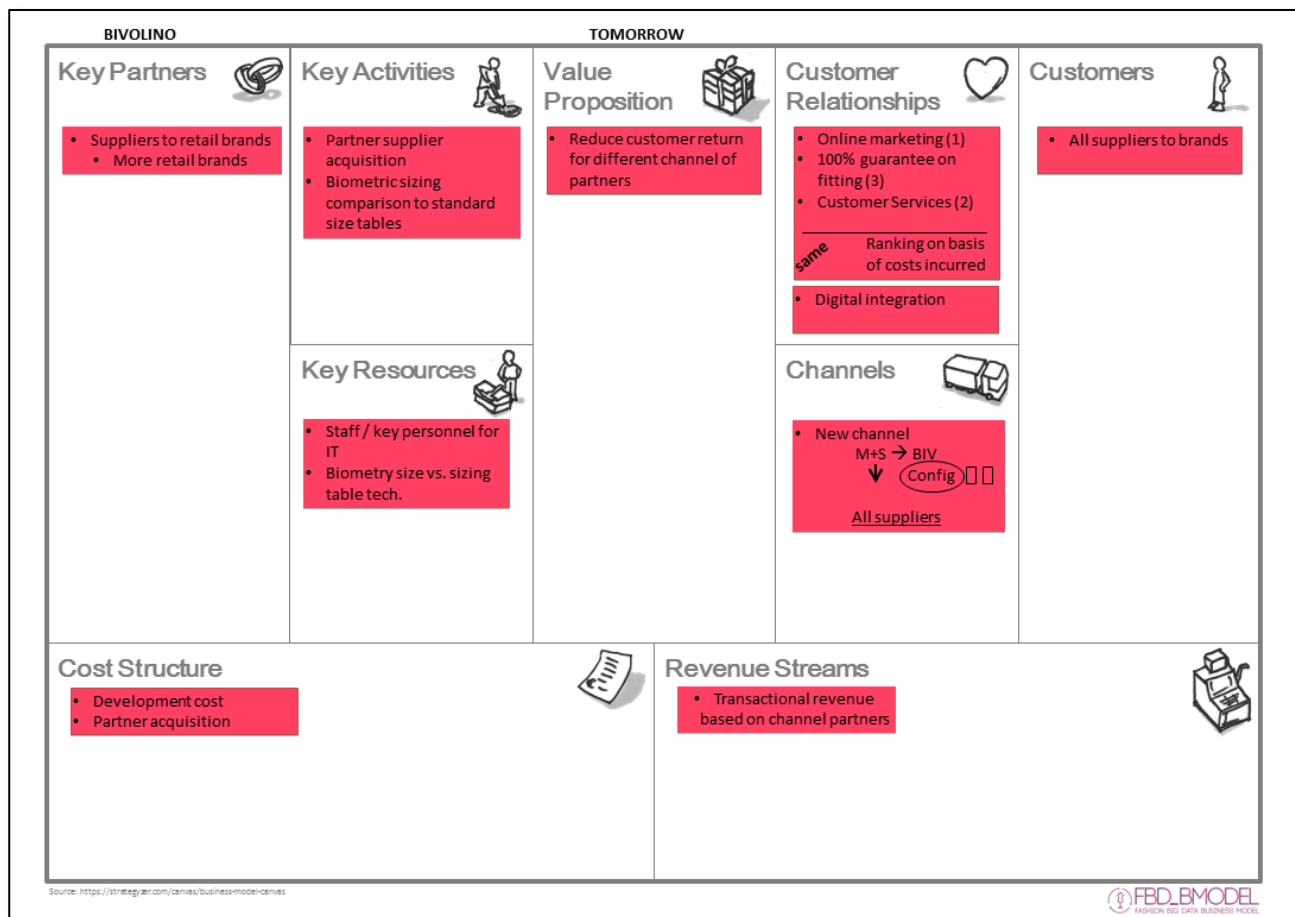 BIVOLINO
TOMORROW
Key Partners
• Suppliers to retail brands
• More retail brands
Key Activities
• Partner supplier
acquisition
• Biometric sizing
comparison to standard
size tables
Key Resources
• Staff / key personnel for
IT
• Biometry size vs. sizing
table tech.
Value
Proposition
• Reduce customer return
for different channel of
partners
Customer
Relationships
• Online marketing (1)
• 100% guarantee on
fitting (3)
• Customer Services (2)
same
Ranking on basis
of costs incurred
• Digital integration
Channels
• New channel
M+S → BIV
↓ Config
All suppliers
Customers
• All suppliers to brands
Cost Structure
• Development cost
• Partner acquisition
Revenue Streams
• Transactional revenue
based on channel partners
Source: https://strategyzer.com/canvas/business-model-canvas
FBD_BMODEL
FASHION BIG DATA BUSINESS MODEL